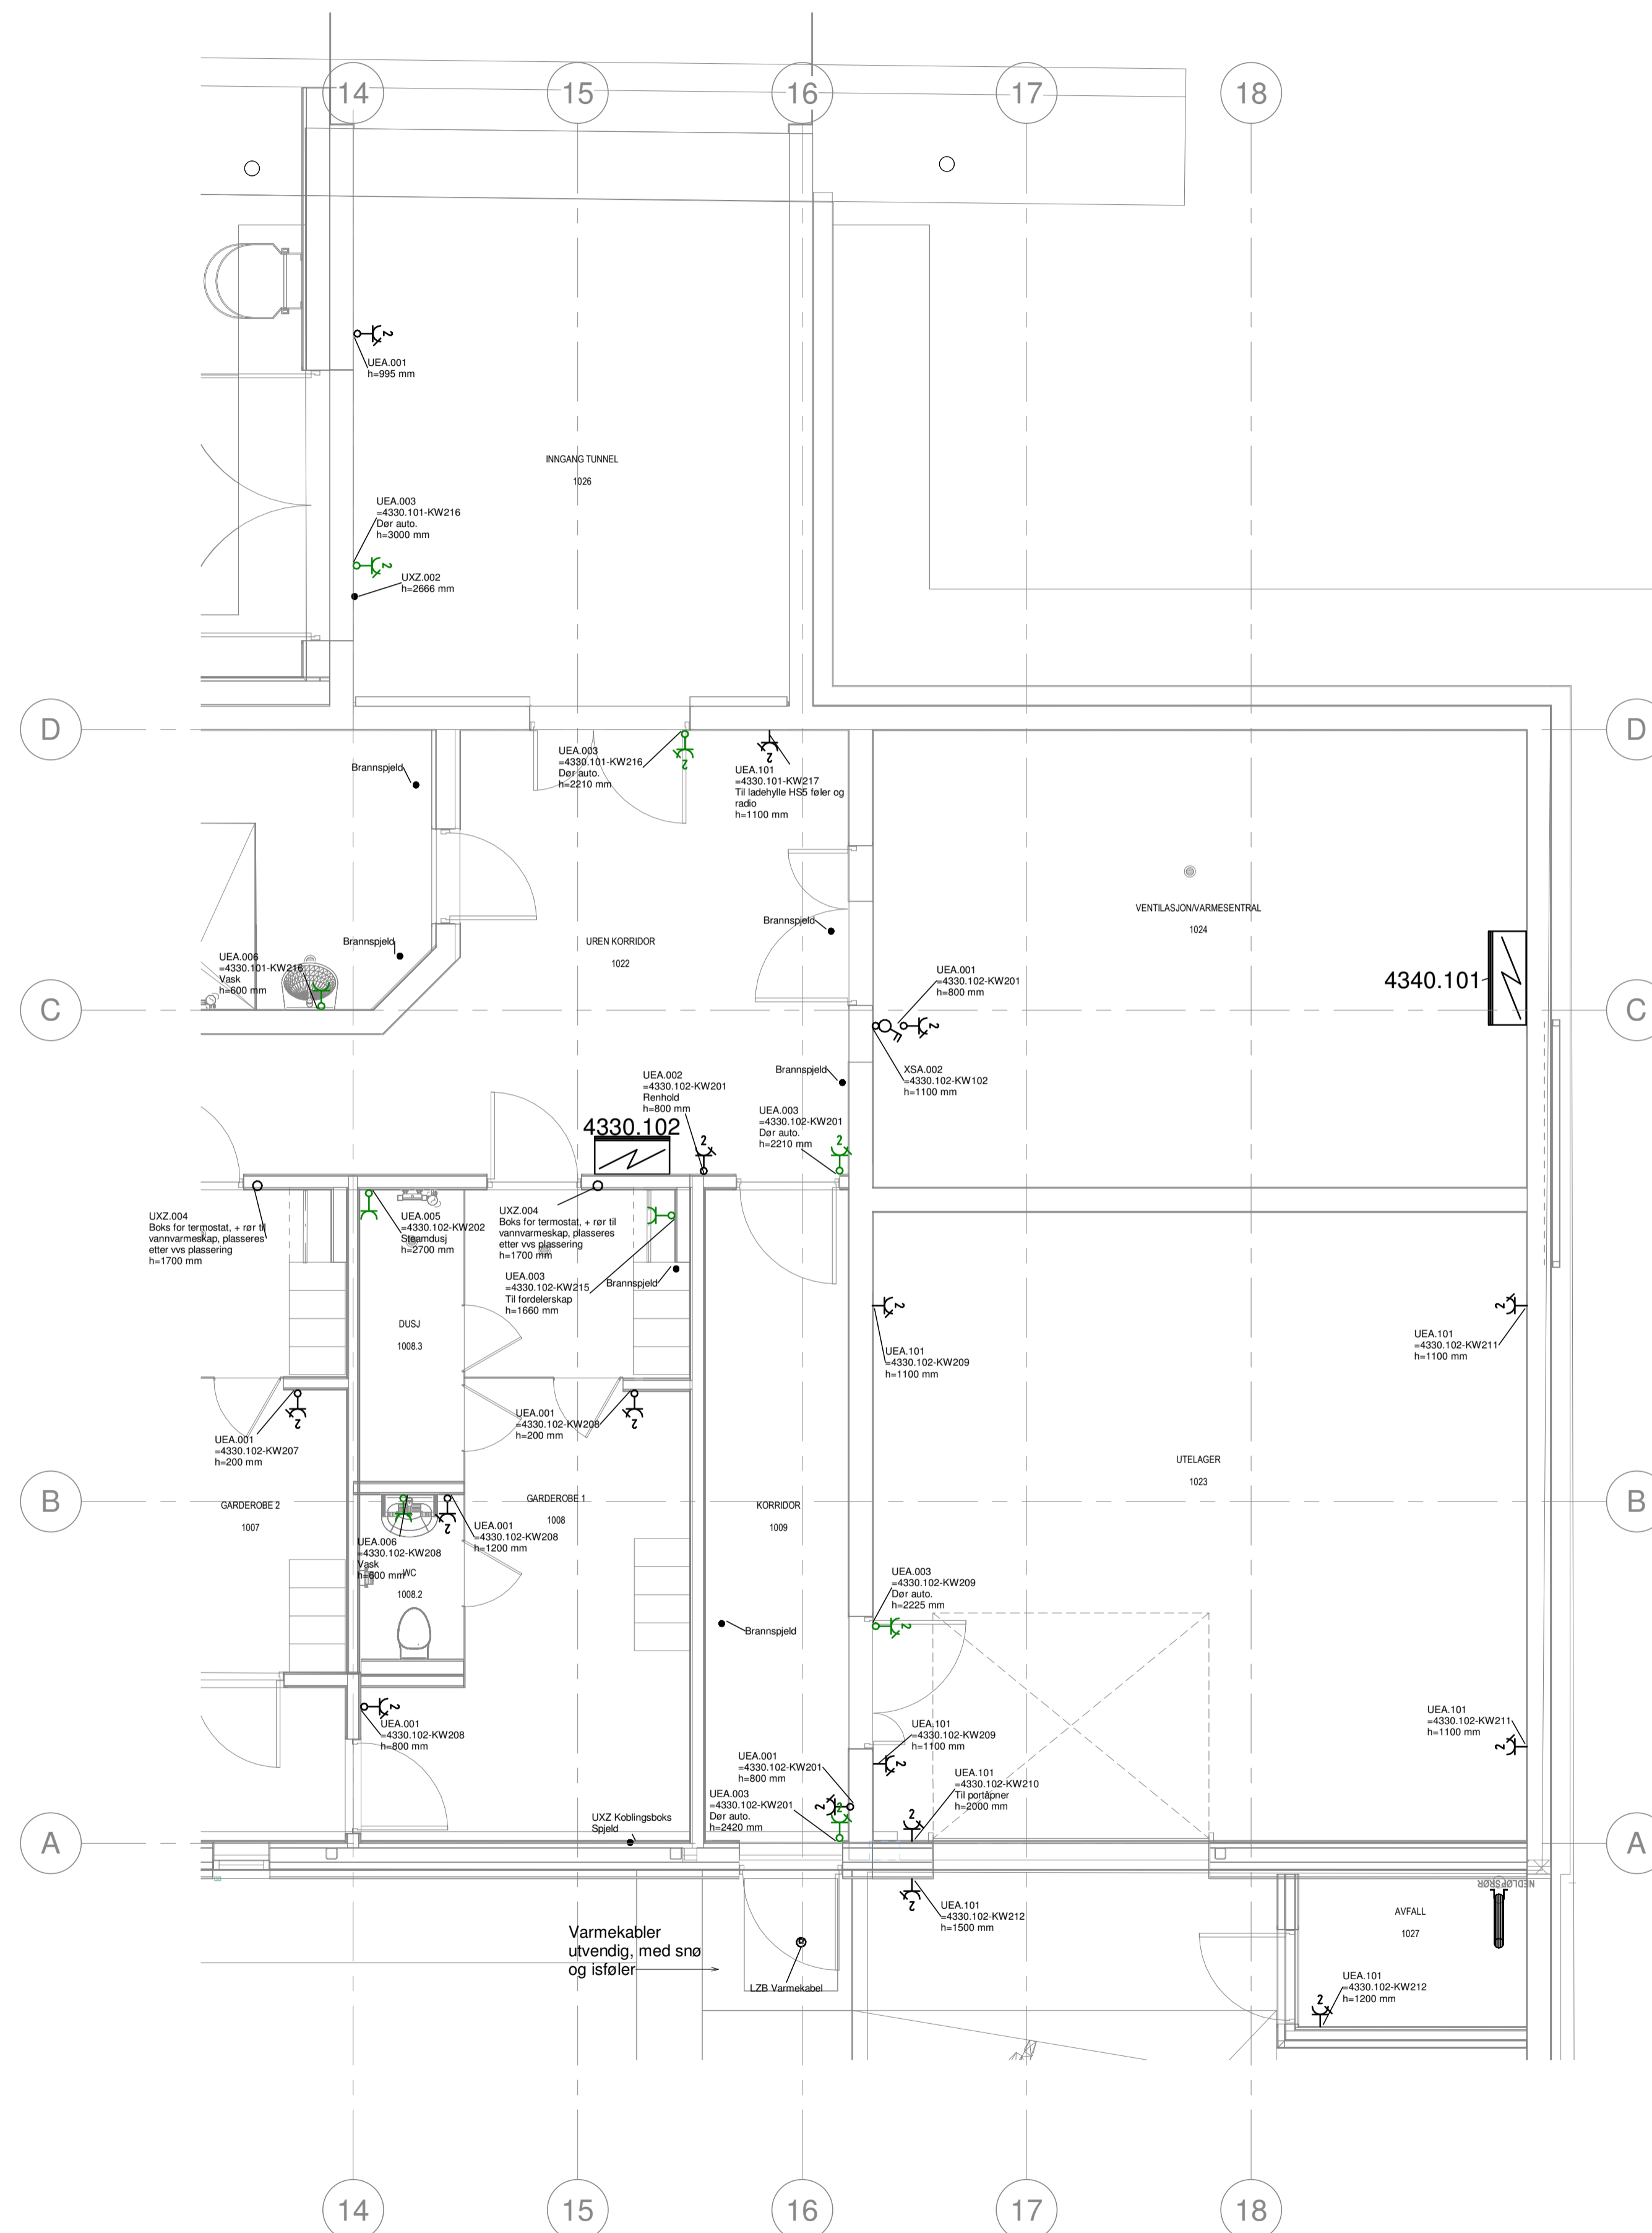 14
15
16
17
18
UEA.001
h=995 mm
INNGANG TUNNEL
1026
UEA.003
=4330.101-KW216
Dør auto.
h=3000 mm
2
UXZ.002
h=2666 mm
D
D
UEA.003
=4330.101-KW216
Dør auto.
h=2210 mm
UEA.101
=4330.101-KW217
Til ladehylle HS5 føler og
radio
h=1100 mm
Brannspjeld
Brannspjeld
VENTILASJON/VARMESENTRAL
1024
UREN KORRIDOR
1022
Brannspjeld
UEA.006
=4330.101-KW216
Vask
h=600 mm
4340.101
UEA.001
=4330.102-KW201
h=800 mm
C
C
XSA.002
=4330.102-KW102
h=1100 mm
Brannspjeld
UEA.002
=4330.102-KW201
Renhold
h=800 mm
4330.102
UEA.003
=4330.102-KW201
Dør auto.
h=2210 mm
UXZ.004
Boks for termostat, + rør til
vannvarmeskap, plasseres
etter vvs plassering
h=1700 mm
UEA.005
=4330.102-KW202
Steamdusj
h=2700 mm
UXZ.004
Boks for termostat, + rør til
vannvarmeskap, plasseres
etter vvs plassering
h=1700 mm
UEA.003
=4330.102-KW215
Til fordelerskap
h=1660 mm
Brannspjeld
DUSJ
1008.3
UEA.101
=4330.102-KW209
h=1100 mm
UEA.101
=4330.102-KW211
h=1100 mm
UEA.001
=4330.102-KW207
h=200 mm
UEA.001
=4330.102-KW208
h=200 mm
UTELAGER
1023
B
B
GARDEROBE 2
1007
GARDEROBE 1
1008
KORRIDOR
1009
UEA.001
=4330.102-KW208
h=1200 mm
UEA.006
=4330.102-KW208
Vask
h=600 mm
WC
1008.2
UEA.003
=4330.102-KW209
Dør auto.
h=2225 mm
Brannspjeld
UEA.001
=4330.102-KW208
h=800 mm
UEA.101
=4330.102-KW209
h=1100 mm
UEA.101
=4330.102-KW211
h=1100 mm
UEA.001
=4330.102-KW201
h=800 mm
UEA.003
=4330.102-KW201
Dør auto.
h=2420 mm
UEA.101
=4330.102-KW210
Til portåpner
h=2000 mm
UXZ Koblingsboks
Spjeld
A
A
NEDLØPSRØR
UEA.101
=4330.102-KW212
h=1500 mm
AVFALL
1027
Varmekabler
utvendig, med snø
og isføler
LZB Varmekabel
UEA.101
=4330.102-KW212
h=1200 mm
14
15
16
17
18